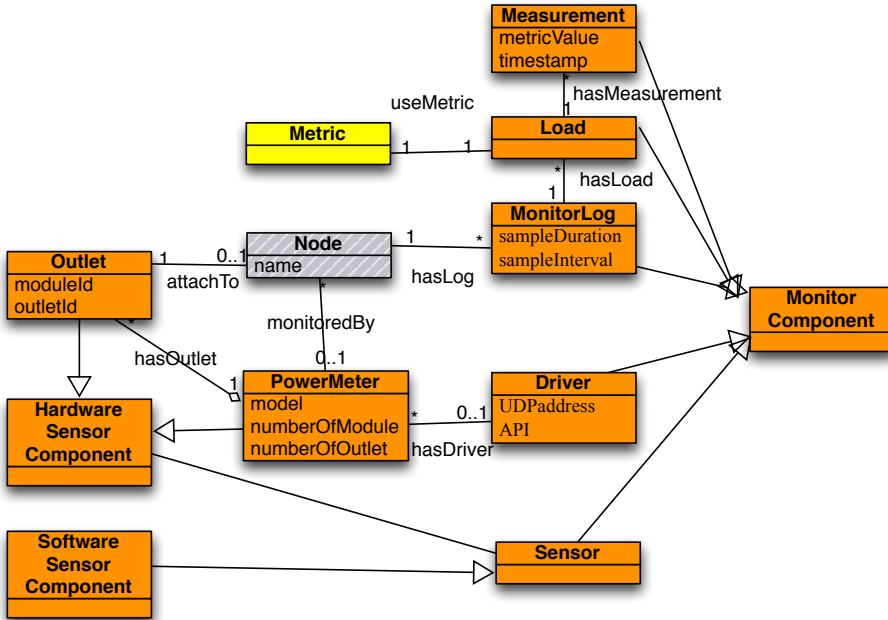 Measurement
metricValue
timestamp
*
hasMeasurement
1
useMetric
Metric
1
1
Load
*
hasLoad
1
MonitorLog
sampleDuration
sampleInterval
Node
name
1
*
hasLog
Outlet
moduleId
outletId
1
0..1
attachTo
*
monitoredBy
0..1
Monitor
Component
*
hasOutlet
1
PowerMeter
model
numberOfModule
numberOfOutlet
*
0..1
hasDriver
Driver
UDPaddress
API
Hardware
Sensor
Component
Software
Sensor
Component
Sensor